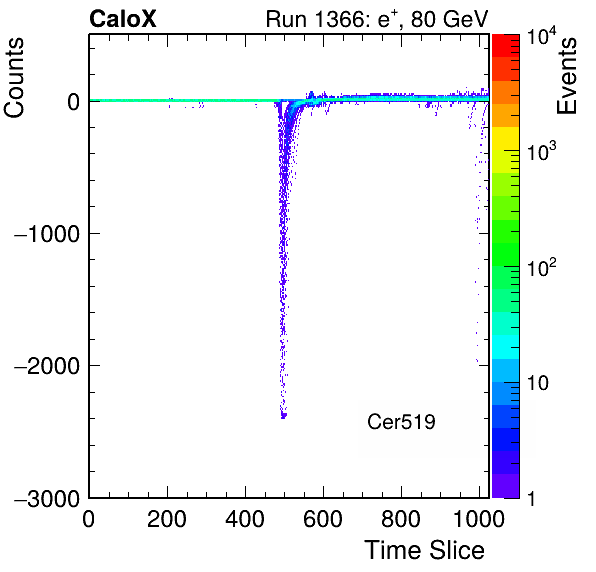 CaloX Run 1366: e⁺, 80 GeV
Counts
Events
0
−1000
−2000
−3000
0 200 400 600 800 1000
Time Slice
Cer519
10⁴
10³
10²
10
1